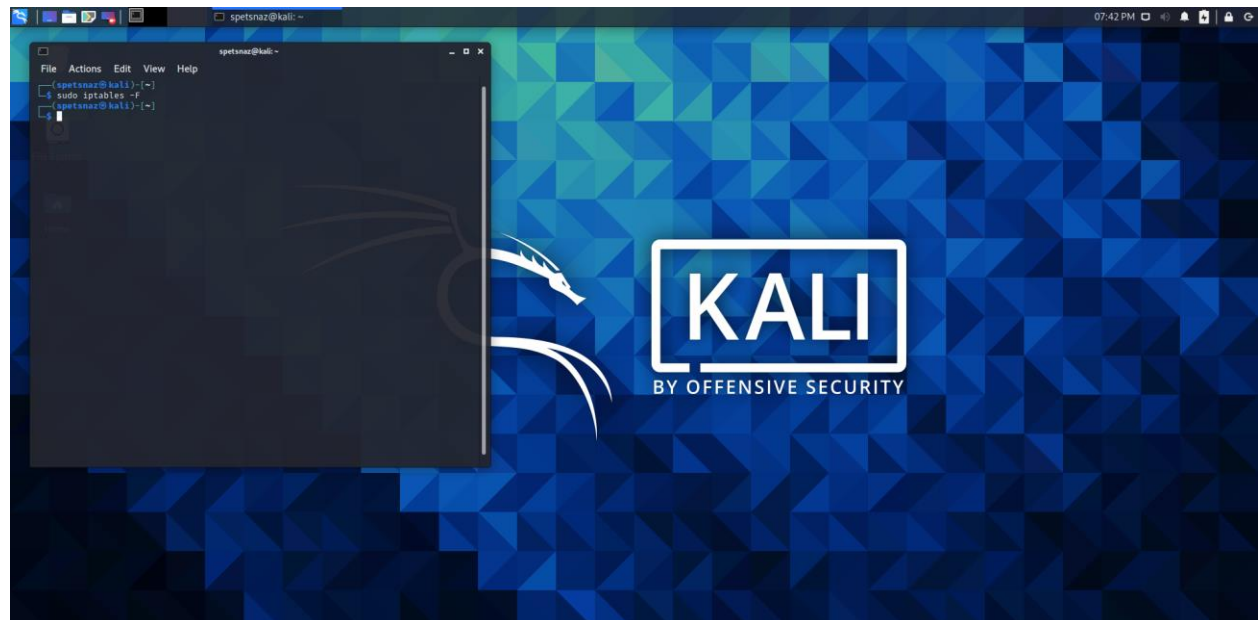 spetsnaz@kali: ~
07:42 PM
spetsnaz@kali: ~
File Actions Edit View Help
(spetsnaz㉿kali)-[~]
$ sudo iptables -F
(spetsnaz㉿kali)-[~]
$
KALI
BY OFFENSIVE SECURITY